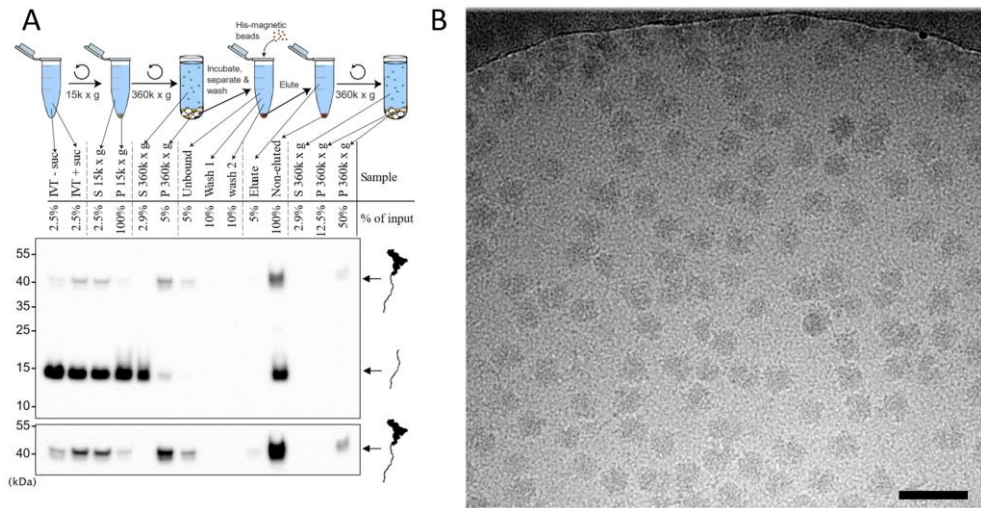 A
B
His-magnetic
beads
15k x g
360k x g
Incubate,
separate &
wash
Elute
360k x g
IVT - suc
IVT + suc
S 15k x g
P 15k x g
S 360k x g
P 360k x g
Unbound
Wash 1
wash 2
Eluate
Non-eluted
S 360k x g
P 360k x g
P 360k x g
Sample
2.5%
2.5%
2.5%
100%
2.9%
5%
5%
10%
10%
5%
100%
2.9%
12.5%
50%
% of input
55
40
35
25
15
10
55
40
(kDa)